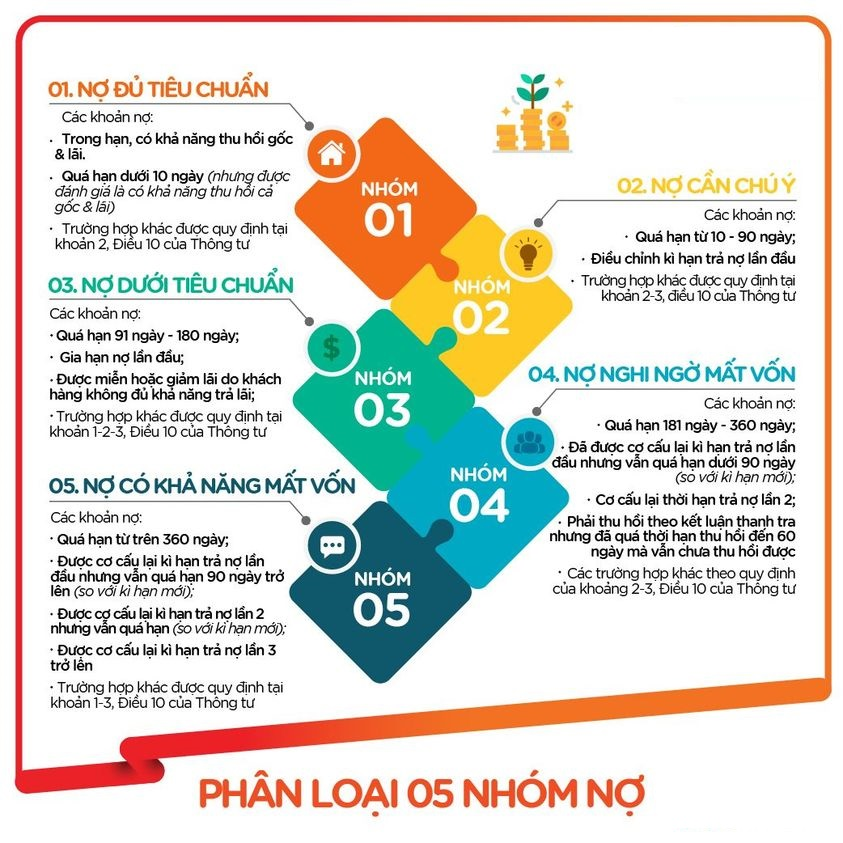 01. NỢ ĐỦ TIÊU CHUẨN
Các khoản nợ:
· Trong hạn, có khả năng thu hồi gốc
& lãi.
· Quá hạn dưới 10 ngày (nhưng được
đánh giá là có khả năng thu hồi cả
gốc & lãi)
· Trường hợp khác được quy định tại
khoản 2, Điều 10 của Thông tư
NHÓM
01
02. NỢ CẦN CHÚ Ý
Các khoản nợ:
· Quá hạn từ 10 - 90 ngày;
· Điều chỉnh kì hạn trả nợ lần đầu
· Trường hợp khác được quy định tại
khoản 2-3, điều 10 của Thông tư
NHÓM
02
03. NỢ DƯỚI TIÊU CHUẨN
Các khoản nợ:
· Quá hạn 91 ngày - 180 ngày;
· Gia hạn nợ lần đầu;
· Được miễn hoặc giảm lãi do khách
hàng không đủ khả năng trả lãi;
· Trường hợp khác được quy định tại
khoản 1-2-3, Điều 10 của Thông tư
$
NHÓM
03
04. NỢ NGHI NGỜ MẤT VỐN
Các khoản nợ:
· Quá hạn 181 ngày - 360 ngày;
· Đã được cơ cấu lại kì hạn trả nợ lần
đầu nhưng vẫn quá hạn dưới 90 ngày
(so với kì hạn mới);
· Cơ cấu lại thời hạn trả nợ lần 2;
· Phải thu hồi theo kết luận thanh tra
nhưng đã quá thời hạn thu hồi đến 60
ngày mà vẫn chưa thu hồi được
· Các trường hợp khác theo quy định
của khoảng 2-3, Điều 10 của Thông tư
NHÓM
04
05. NỢ CÓ KHẢ NĂNG MẤT VỐN
Các khoản nợ:
· Quá hạn từ trên 360 ngày;
· Được cơ cấu lại kì hạn trả nợ lần
đầu nhưng vẫn quá hạn 90 ngày trở
lên (so với kì hạn mới);
· Được cơ cấu lại kì hạn trả nợ lần 2
nhưng vẫn quá hạn (so với kì hạn mới);
· Được cơ cấu lại kì hạn trả nợ lần 3
trở lên
· Trường hợp khác được quy định tại
khoản 1-3, Điều 10 của Thông tư
NHÓM
05
PHÂN LOẠI 05 NHÓM NỢ